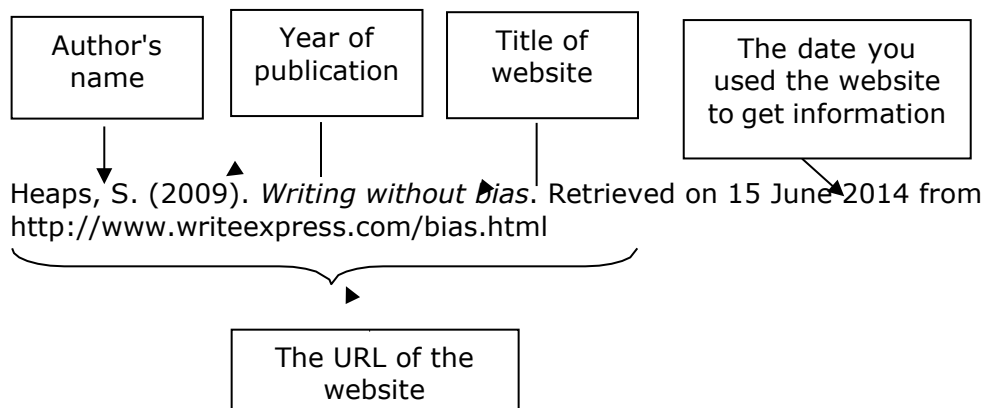 Author's
name
Year of
publication
Title of
website
The date you
used the website
to get information
Heaps, S. (2009). Writing without bias. Retrieved on 15 June 2014 from
http://www.writeexpress.com/bias.html
The URL of the
website